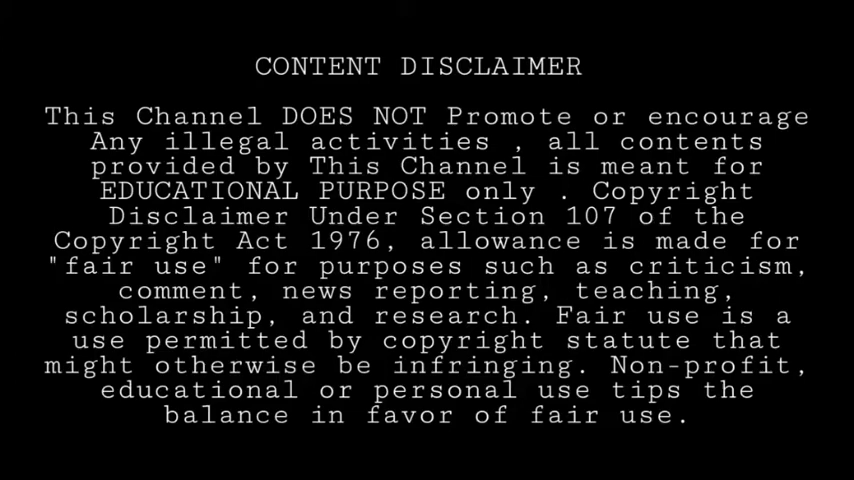 CONTENT DISCLAIMER
This Channel DOES NOT Promote or encourage
Any illegal activities , all contents
provided by This Channel is meant for
EDUCATIONAL PURPOSE only . Copyright
Disclaimer Under Section 107 of the
Copyright Act 1976, allowance is made for
"fair use" for purposes such as criticism,
comment, news reporting, teaching,
scholarship, and research. Fair use is a
use permitted by copyright statute that
might otherwise be infringing. Non-profit,
educational or personal use tips the
balance in favor of fair use.